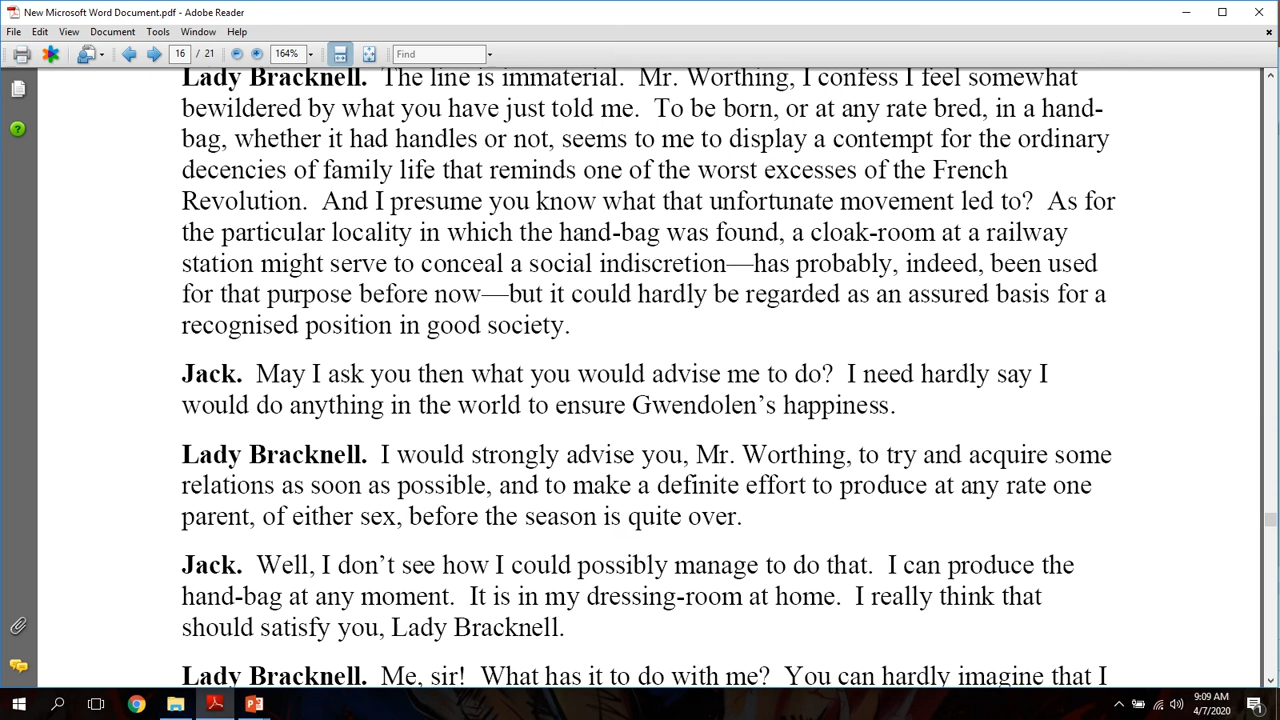 New Microsoft Word Document.pdf - Adobe Reader
File Edit View Document Tools Window Help
16 / 21 164% Find
Lady Bracknell. The line is immaterial. Mr. Worthing, I confess I feel somewhat
bewildered by what you have just told me. To be born, or at any rate bred, in a hand-
bag, whether it had handles or not, seems to me to display a contempt for the ordinary
decencies of family life that reminds one of the worst excesses of the French
Revolution. And I presume you know what that unfortunate movement led to? As for
the particular locality in which the hand-bag was found, a cloak-room at a railway
station might serve to conceal a social indiscretion—has probably, indeed, been used
for that purpose before now—but it could hardly be regarded as an assured basis for a
recognised position in good society.
Jack. May I ask you then what you would advise me to do? I need hardly say I
would do anything in the world to ensure Gwendolen’s happiness.
Lady Bracknell. I would strongly advise you, Mr. Worthing, to try and acquire some
relations as soon as possible, and to make a definite effort to produce at any rate one
parent, of either sex, before the season is quite over.
Jack. Well, I don’t see how I could possibly manage to do that. I can produce the
hand-bag at any moment. It is in my dressing-room at home. I really think that
should satisfy you, Lady Bracknell.
Lady Bracknell. Me, sir! What has it to do with me? You can hardly imagine that I
9:09 AM
4/7/2020